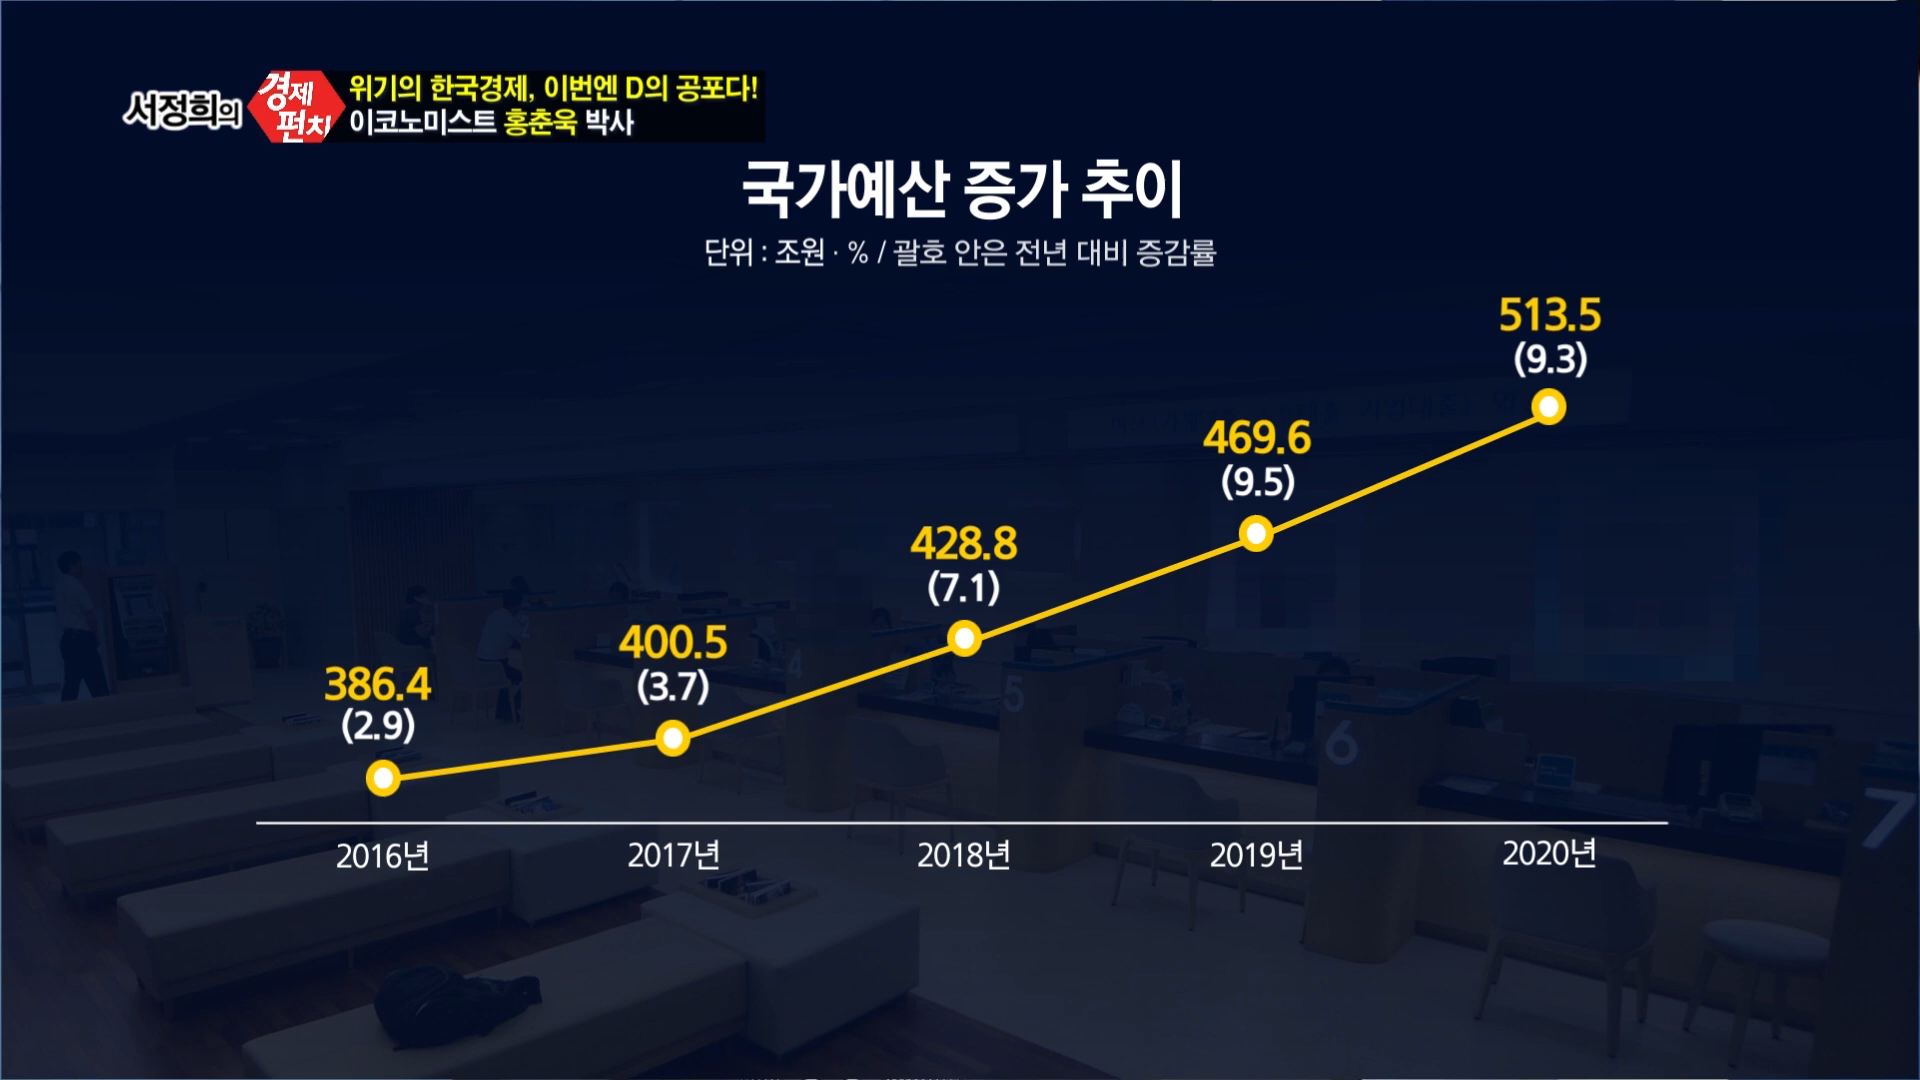 서정희의 경제펀치
위기의 한국경제, 이번엔 D의 공포다!
이코노미스트 홍춘욱 박사
국가예산 증가 추이
단위 : 조원 · % / 괄호 안은 전년 대비 증감률
386.4
(2.9)
400.5
(3.7)
428.8
(7.1)
469.6
(9.5)
513.5
(9.3)
2016년
2017년
2018년
2019년
2020년
4
5
6
7